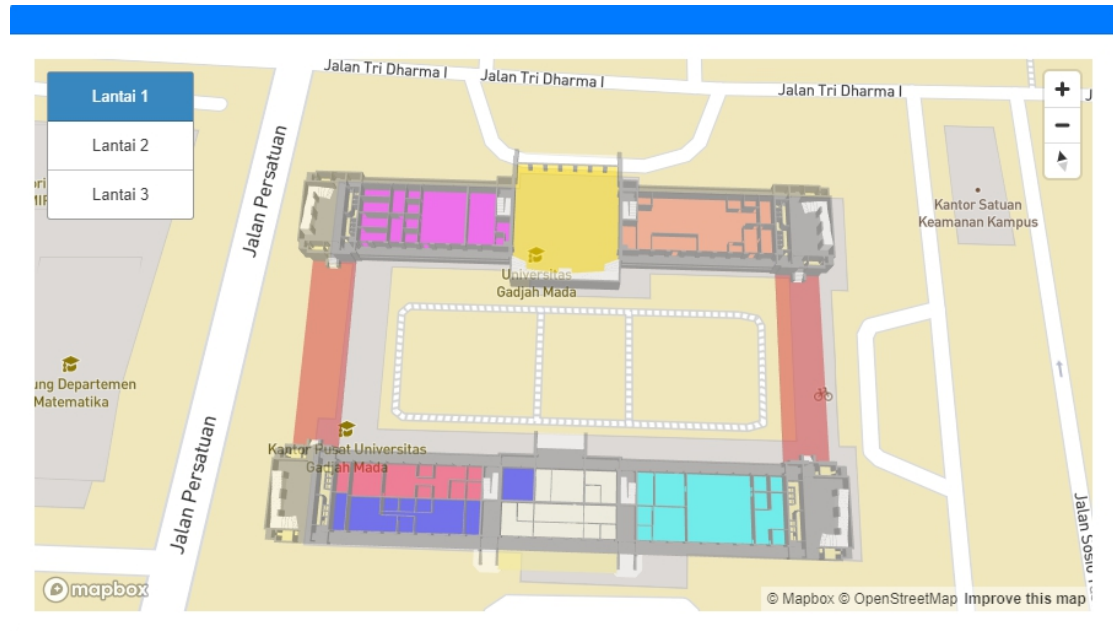 Lantai 1
Lantai 2
Lantai 3
Jalan Tri Dharma I
Jalan Tri Dharma I
Jalan Tri Dharma I
Jalan Persatuan
+
−
Kantor Satuan
Keamanan Kampus
Universitas
Gadjah Mada
ung Departemen
Matematika
Kantor Pusat Universitas
Gadjah Mada
Jalan Persatuan
mapbox
© Mapbox © OpenStreetMap Improve this map